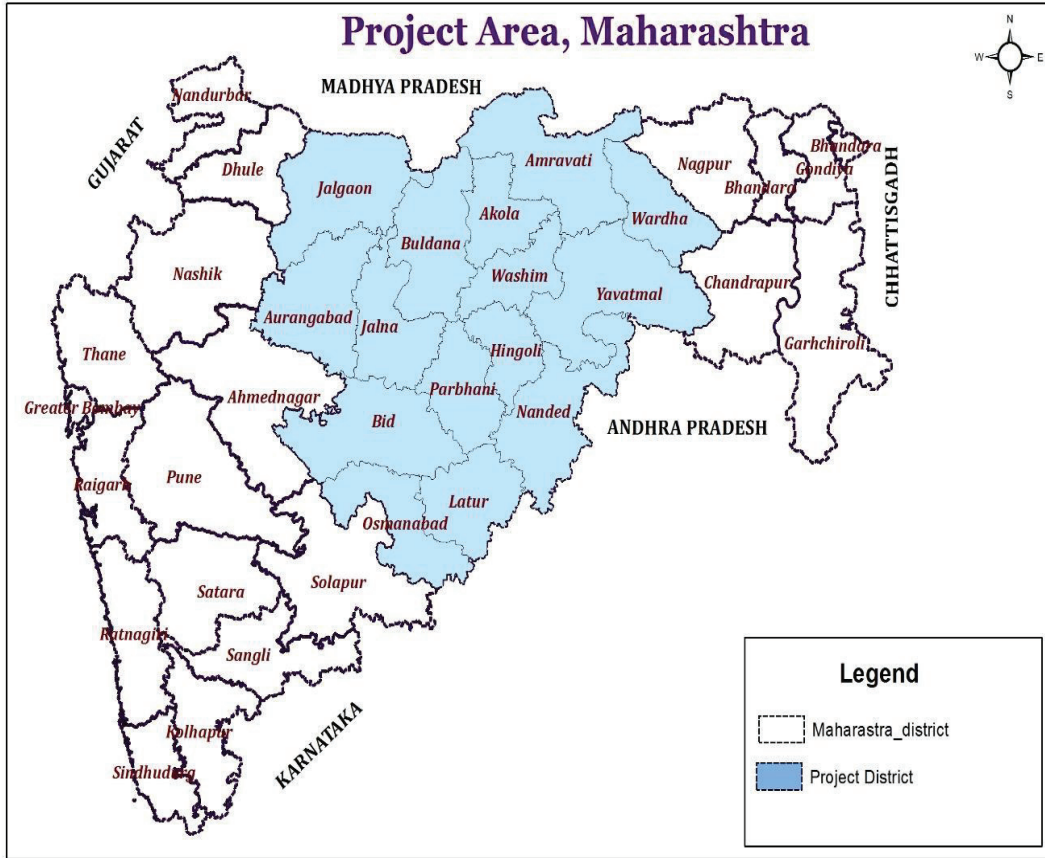 Project Area, Maharashtra
N
W
E
S
MADHYA PRADESH
GUJARAT
CHHATTISGADH
ANDHRA PRADESH
KARNATAKA
Nandurbar
Dhule
Jalgaon
Amravati
Nagpur
Bhandara
Bhandara
Gondiya
Akola
Wardha
Buldana
Nashik
Washim
Yavatmal
Chandrapur
Aurangabad
Jalna
Hingoli
Garhchiroli
Thane
Ahmednagar
Parbhani
Greater Bombay
Bid
Nanded
Raigarh
Pune
Latur
Osmanabad
Solapur
Satara
Ratnagiri
Sangli
Kolhapur
Sindhudurg
Legend
Maharastra_district
Project District